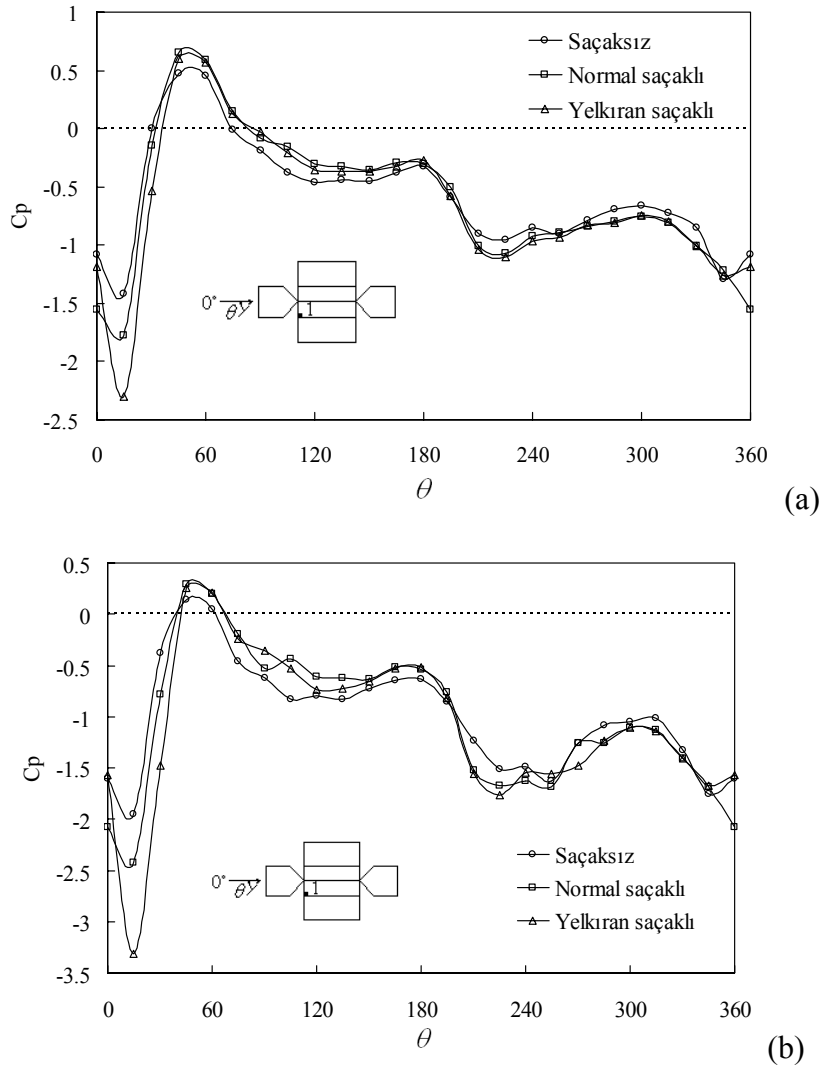 1
0.5
0
-0.5
-1
-1.5
-2
-2.5
Cp
Saçaksız
Normal saçaklı
Yelkıran saçaklı
0°
θ
1
0 60 120 180 240 300 360
θ
(a)
0.5
0
-0.5
-1
-1.5
-2
-2.5
-3
-3.5
Cp
0°
θ
1
Saçaksız
Normal saçaklı
Yelkıran saçaklı
0 60 120 180 240 300 360
θ
(b)